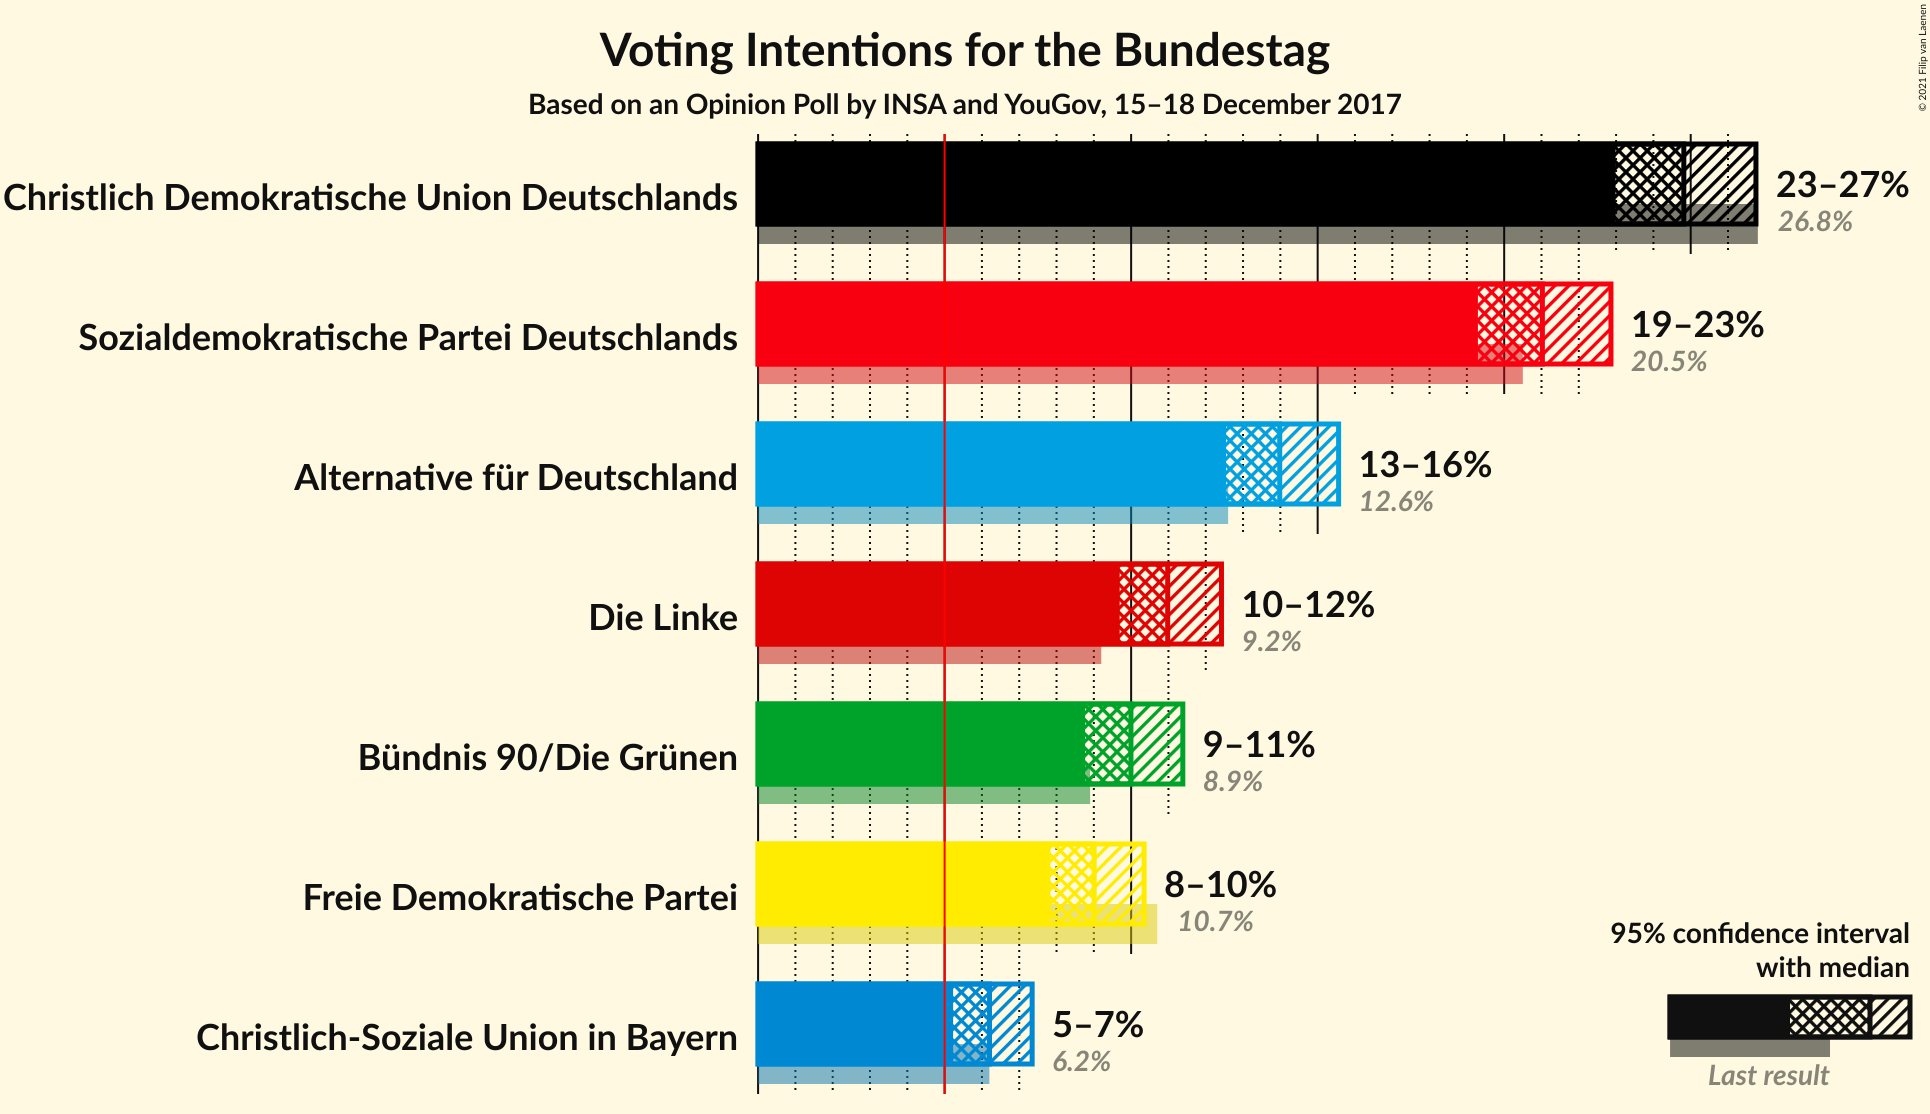 Voting Intentions for the Bundestag
Based on an Opinion Poll by INSA and YouGov, 15–18 December 2017
© 2021 Filip van Laenen
Christlich Demokratische Union Deutschlands
23–27%
26.8%
Sozialdemokratische Partei Deutschlands
19–23%
20.5%
Alternative für Deutschland
13–16%
12.6%
Die Linke
10–12%
9.2%
Bündnis 90/Die Grünen
9–11%
8.9%
Freie Demokratische Partei
8–10%
10.7%
Christlich-Soziale Union in Bayern
5–7%
6.2%
95% confidence interval
with median
Last result